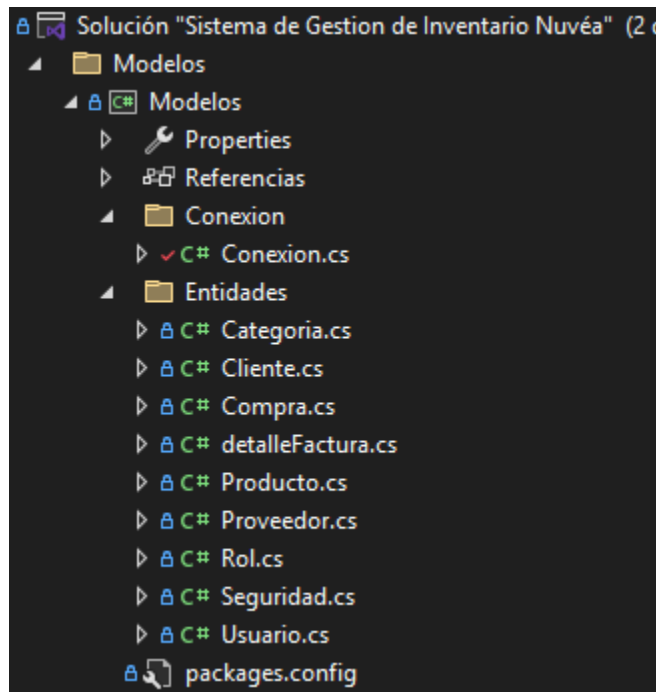 Solución "Sistema de Gestion de Inventario Nuvéa" (2
Modelos
C# Modelos
Properties
Referencias
Conexion
C# Conexion.cs
Entidades
C# Categoria.cs
C# Cliente.cs
C# Compra.cs
C# detalleFactura.cs
C# Producto.cs
C# Proveedor.cs
C# Rol.cs
C# Seguridad.cs
C# Usuario.cs
packages.config